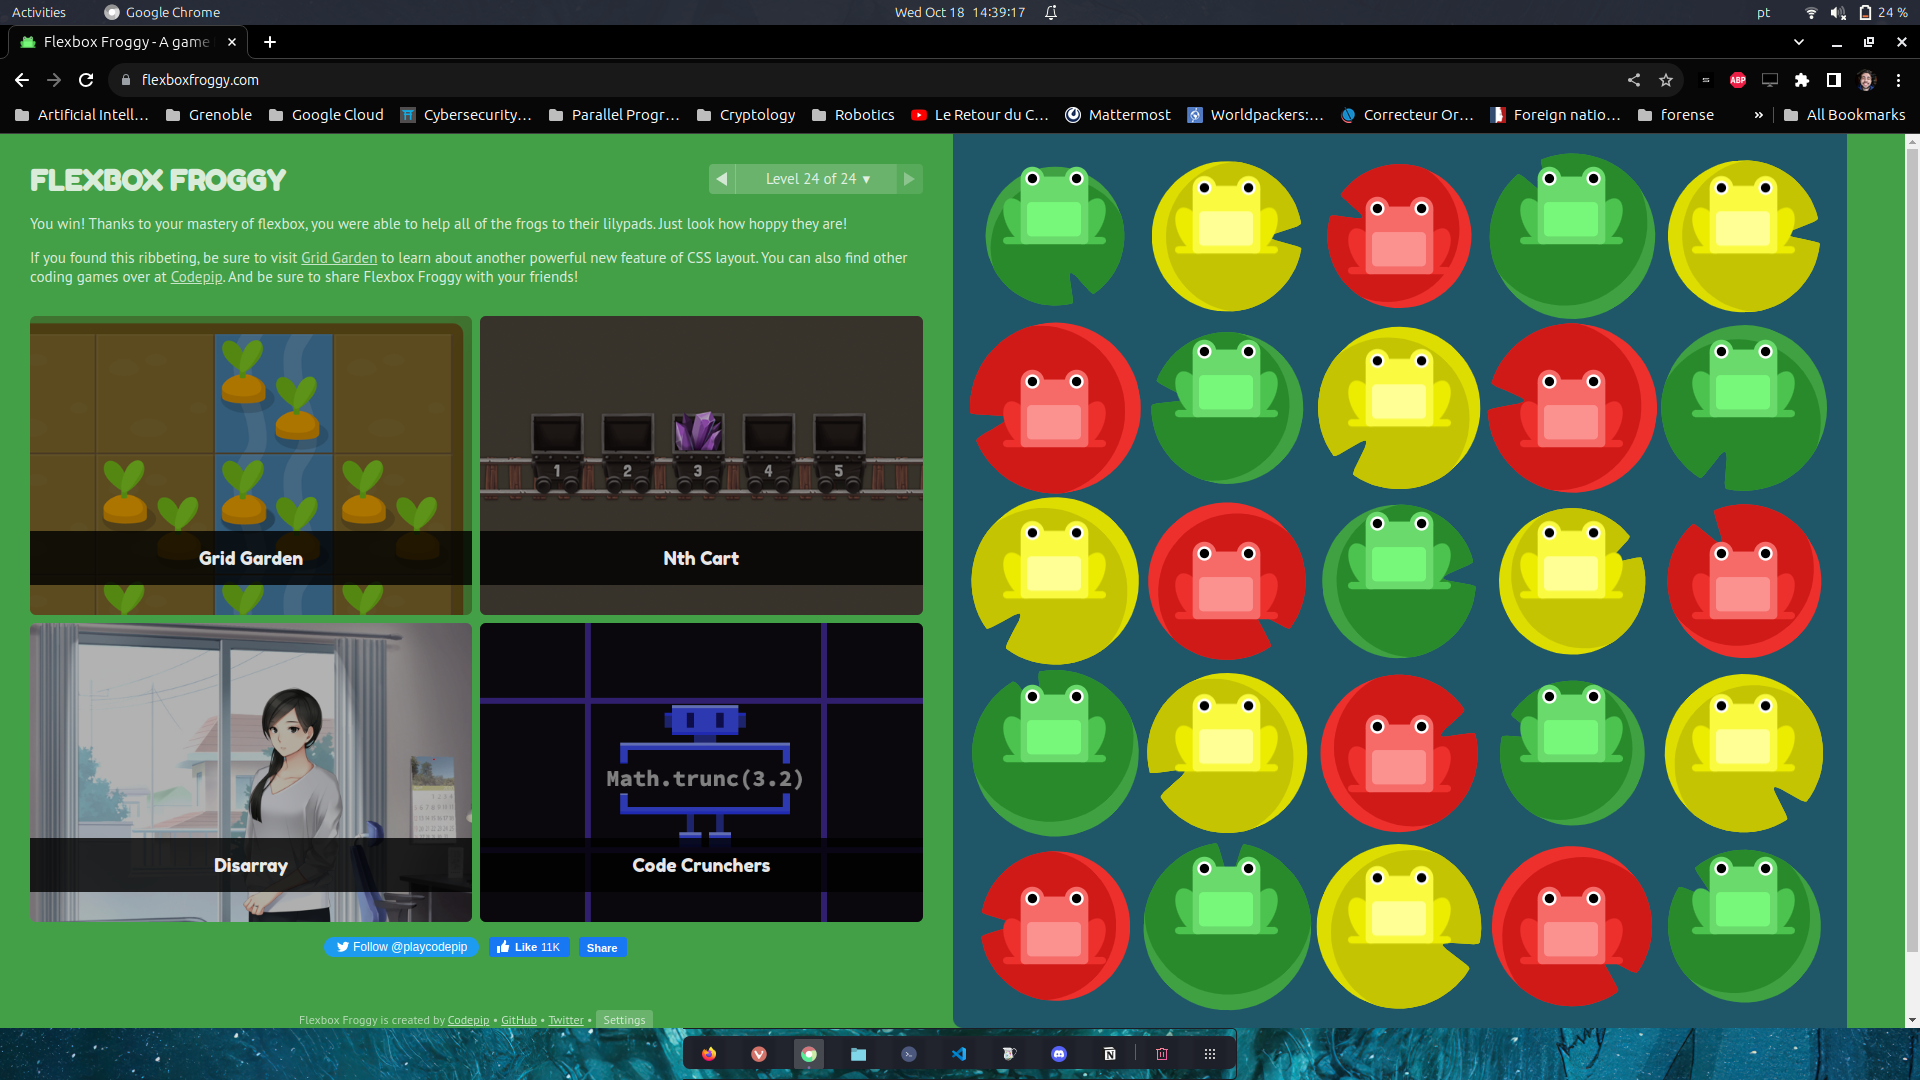 Activities
Google Chrome
Wed Oct 18 14:39:17
pt
24 %
Flexbox Froggy - A game
flexboxfroggy.com
ABP
Artificial Intell…
Grenoble
Google Cloud
Cybersecurity…
Parallel Progr…
Cryptology
Robotics
Le Retour du C…
Mattermost
Worldpackers:…
Correcteur Or…
Foreign natio…
forense
»
All Bookmarks
FLEXBOX FROGGY
Level 24 of 24 ▾
You win! Thanks to your mastery of flexbox, you were able to help all of the frogs to their lilypads. Just look how hoppy they are!
If you found this ribbeting, be sure to visit Grid Garden to learn about another powerful new feature of CSS layout. You can also find other
coding games over at Codepip. And be sure to share Flexbox Froggy with your friends!
Grid Garden
1 2 3 4 5
Nth Cart
Disarray
Math.trunc(3.2)
Code Crunchers
Follow @playcodepip
Like 11K
Share
Flexbox Froggy is created by Codepip • GitHub • Twitter • Settings